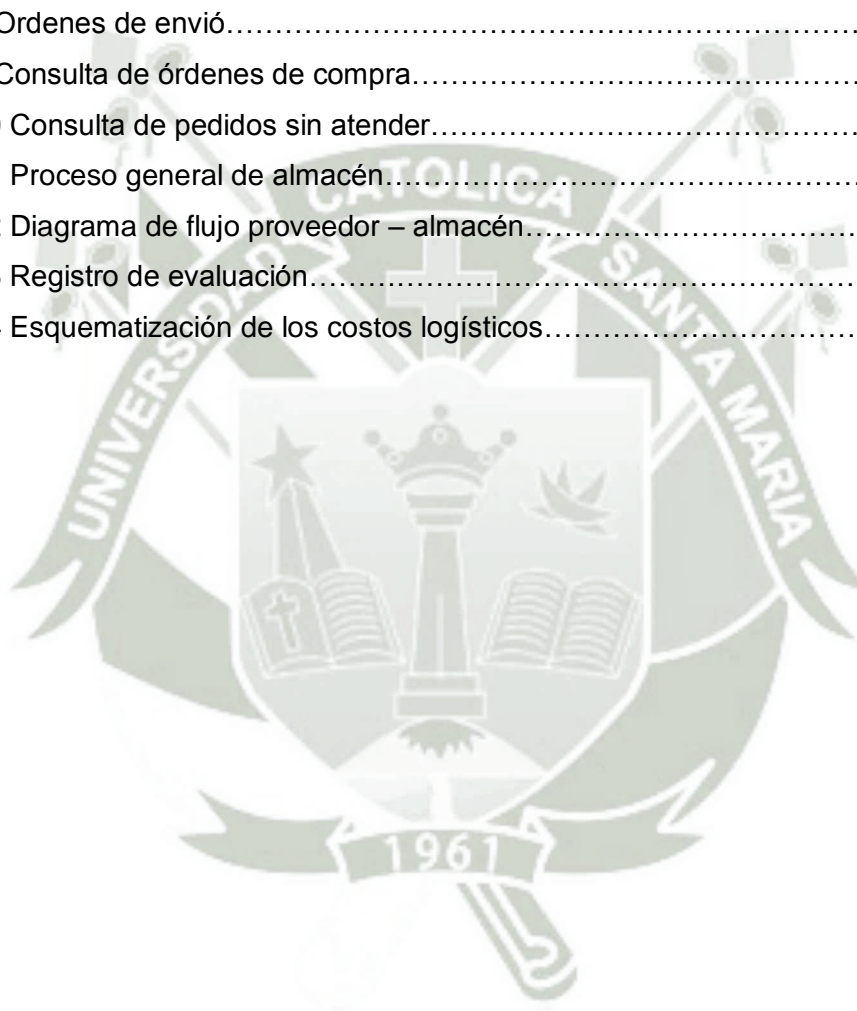 Ordenes de envió……………………………………………………………
Consulta de órdenes de compra……………………………………………
Consulta de pedidos sin atender……………………………………………
Proceso general de almacén…………………………………………………
Diagrama de flujo proveedor – almacén……………………………………
Registro de evaluación………………………………………………………
Esquematización de los costos logísticos…………………………………
UNIVERSIDAD CATOLICA SANTA MARIA
1961